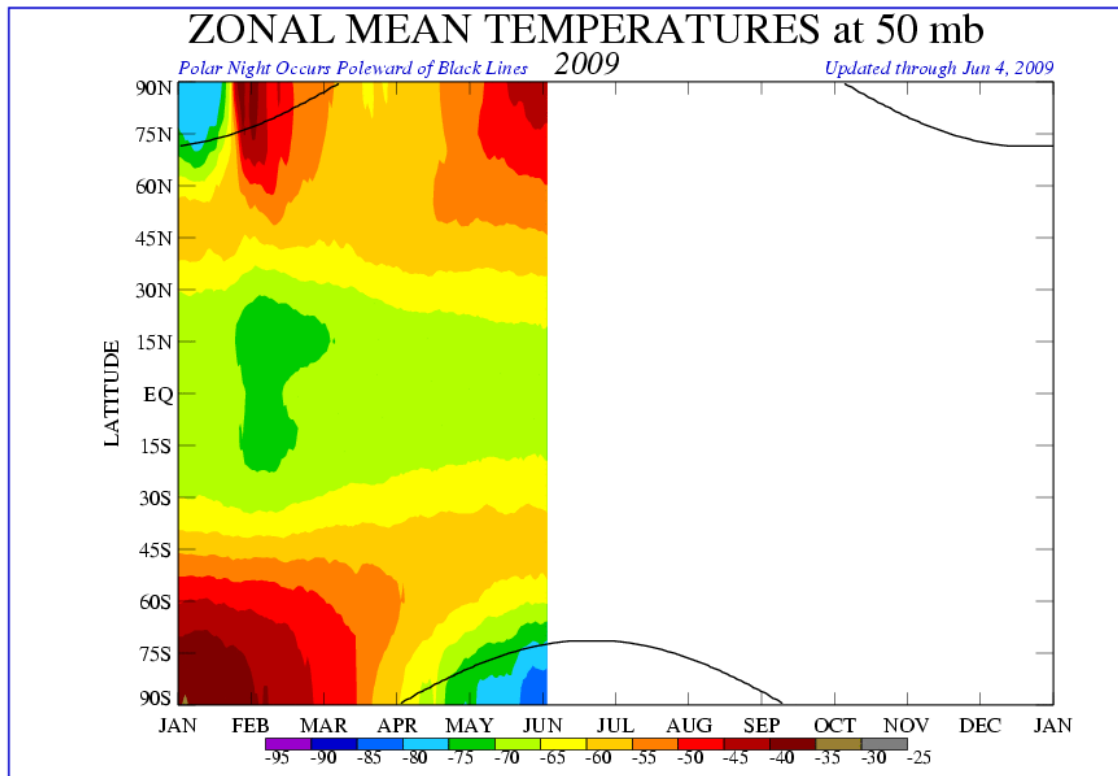 ZONAL MEAN TEMPERATURES at 50 mb
Polar Night Occurs Poleward of Black Lines 2009 Updated through Jun 4, 2009
90N
75N
60N
45N
30N
15N
EQ
15S
30S
45S
60S
75S
90S
LATITUDE
JAN FEB MAR APR MAY JUN JUL AUG SEP OCT NOV DEC JAN
-95 -90 -85 -80 -75 -70 -65 -60 -55 -50 -45 -40 -35 -30 -25